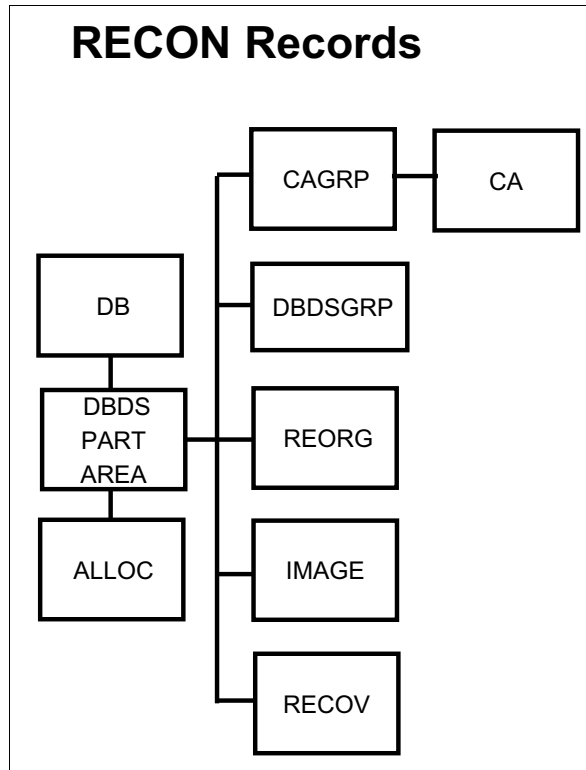 RECON Records
CAGRP
CA
DB
DBDSGRP
DBDS
PART
AREA
REORG
ALLOC
IMAGE
RECOV